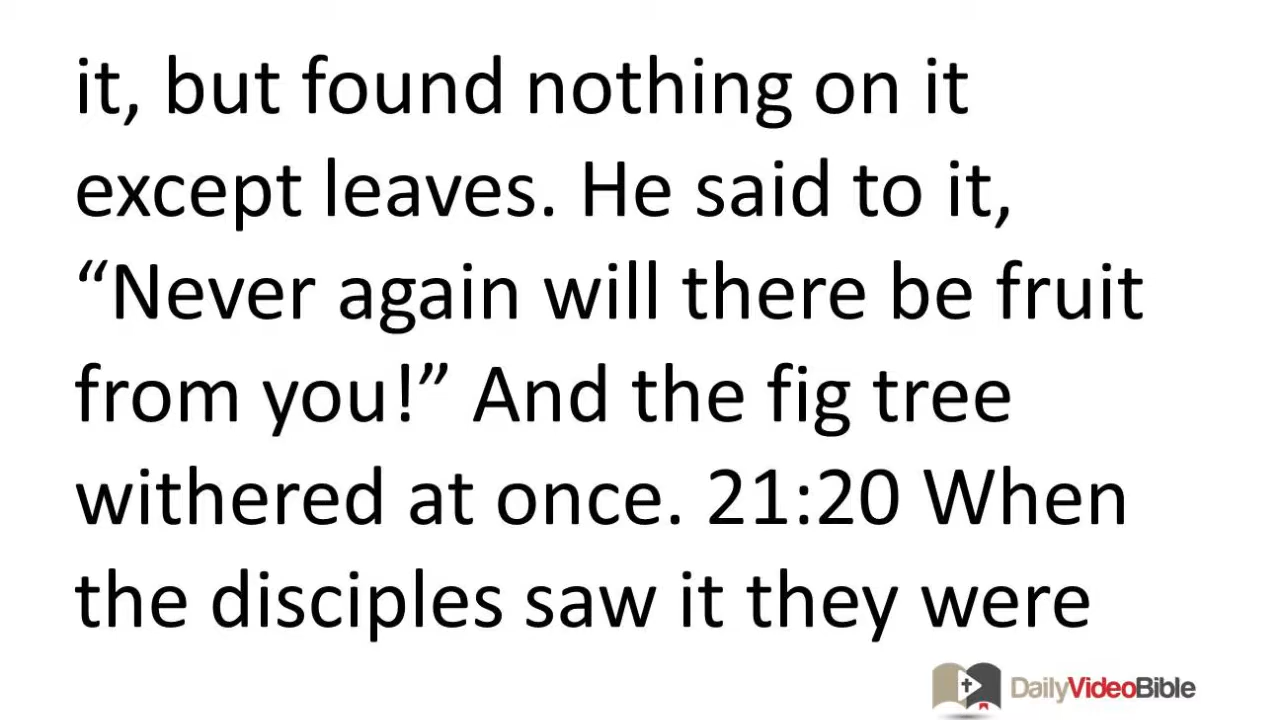 it, but found nothing on it
except leaves. He said to it,
“Never again will there be fruit
from you!” And the fig tree
withered at once. 21:20 When
the disciples saw it they were
DailyVideoBible